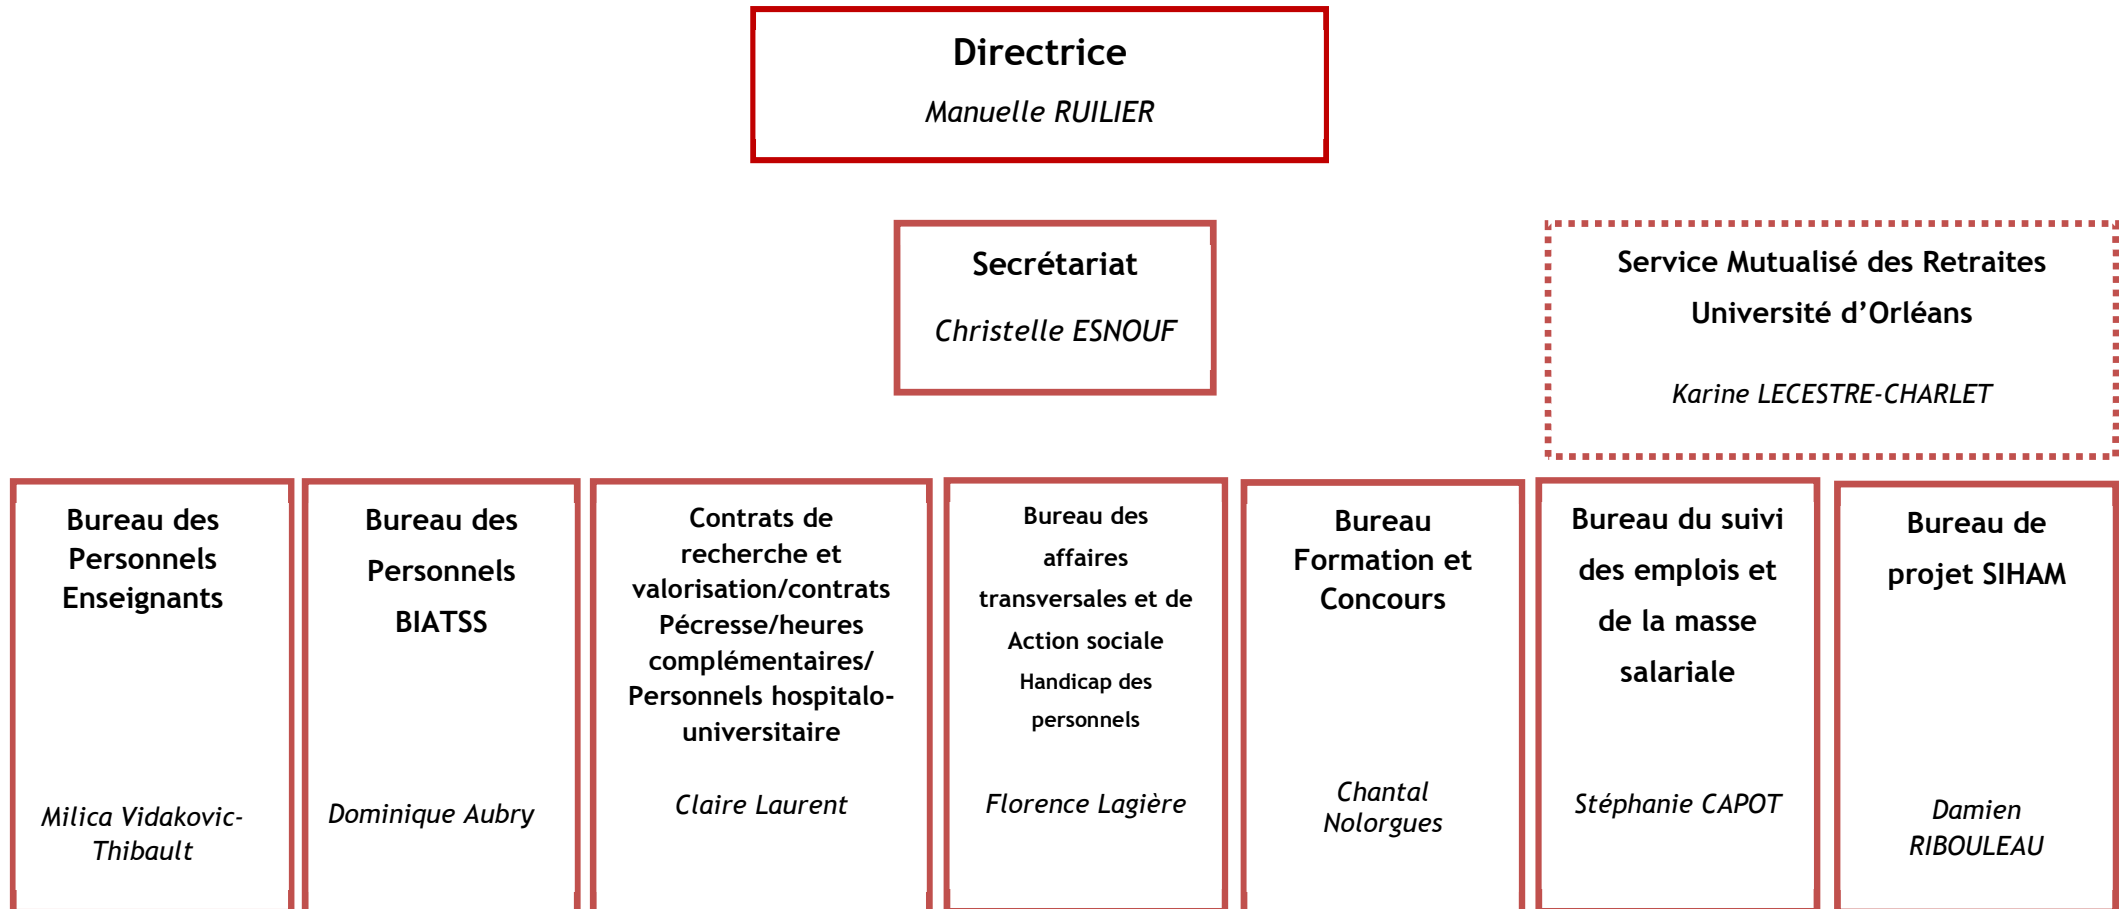 Directrice
Manuelle RUILIER
Secrétariat
Christelle ESNOUF
Service Mutualisé des Retraites
Université d’Orléans
Karine LECESTRE-CHARLET
Bureau des
Personnels
Enseignants
Milica Vidakovic-
Thibault
Bureau des
Personnels
BIATSS
Dominique Aubry
Contrats de
recherche et
valorisation/contrats
Pécresse/heures
complémentaires/
Personnels hospitalo-
universitaire
Claire Laurent
Bureau des
affaires
transversales et de
Action sociale
Handicap des
personnels
Florence Lagière
Bureau
Formation et
Concours
Chantal
Nolorgues
Bureau du suivi
des emplois et
de la masse
salariale
Stéphanie CAPOT
Bureau de
projet SIHAM
Damien
RIBOULEAU